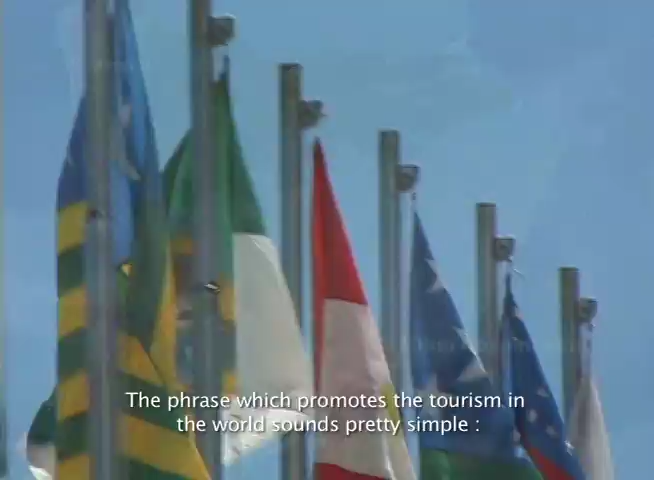 The phrase which promotes the tourism in
the world sounds pretty simple :